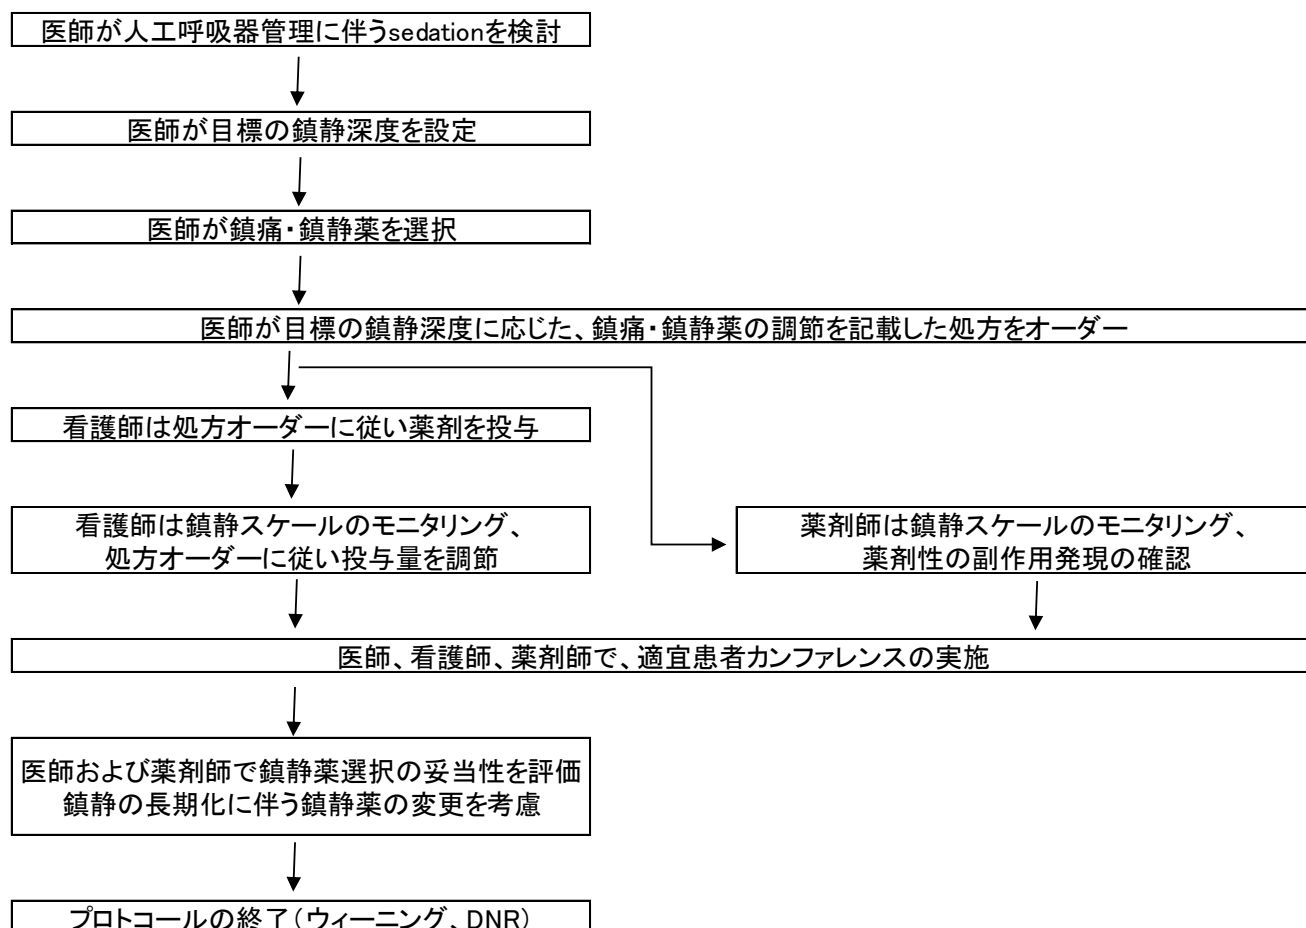 医師が人工呼吸器管理に伴うsedationを検討
医師が目標の鎮静深度を設定
医師が鎮痛・鎮静薬を選択
医師が目標の鎮静深度に応じた、鎮痛・鎮静薬の調節を記載した処方をオーダー
看護師は処方オーダーに従い薬剤を投与
看護師は鎮静スケールのモニタリング、
処方オーダーに従い投与量を調節
薬剤師は鎮静スケールのモニタリング、
薬剤性の副作用発現の確認
医師、看護師、薬剤師で、適宜患者カンファレンスの実施
医師および薬剤師で鎮静薬選択の妥当性を評価
鎮静の長期化に伴う鎮静薬の変更を考慮
プロトコールの終了（ウィーニング、DNR）